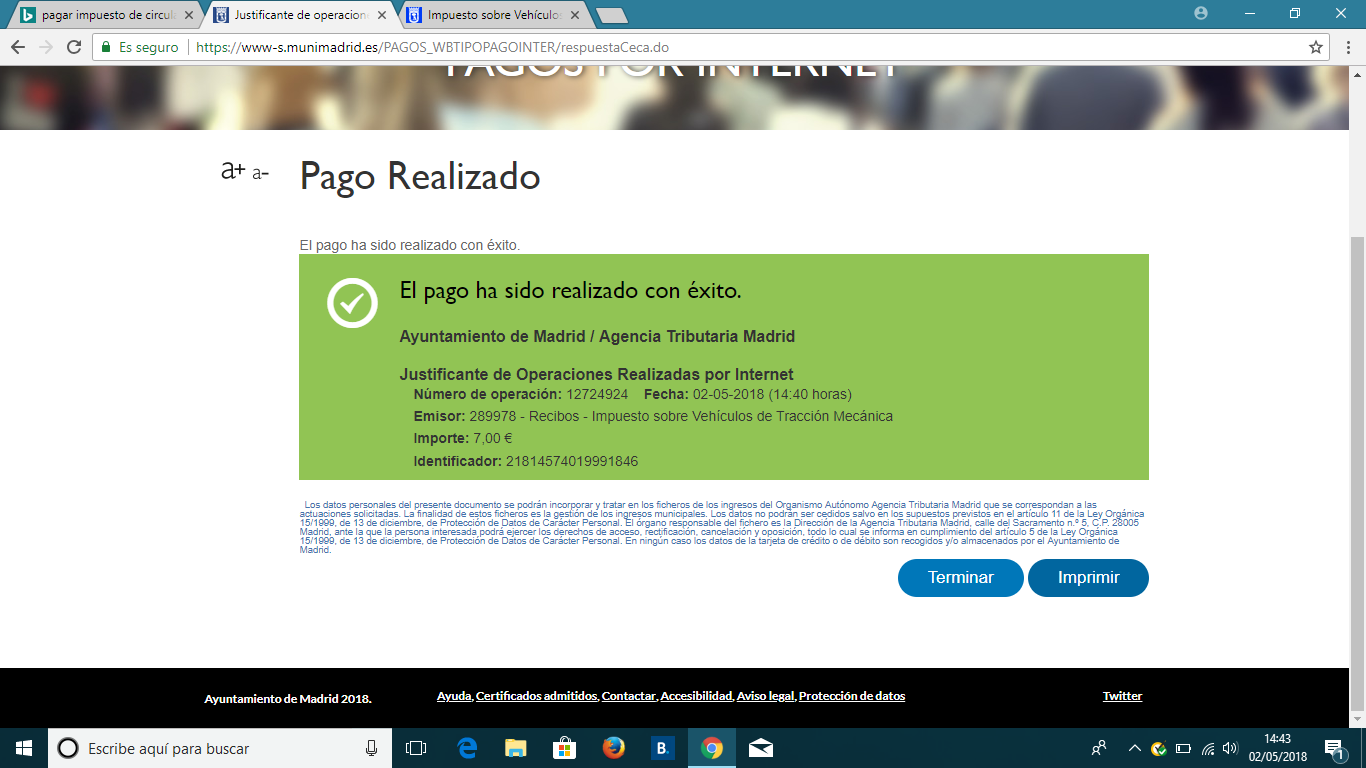 pagar impuesto de circul
Justificante de operacion
Impuesto sobre Vehículos
Es seguro
https://www-s.munimadrid.es/PAGOS_WBTIPOPAGOINTER/respuestaCeca.do
PAGOS POR INTERNET
a+ a-
Pago Realizado
El pago ha sido realizado con éxito.
El pago ha sido realizado con éxito.
Ayuntamiento de Madrid / Agencia Tributaria Madrid
Justificante de Operaciones Realizadas por Internet
Número de operación: 12724924 Fecha: 02-05-2018 (14:40 horas)
Emisor: 289978 - Recibos - Impuesto sobre Vehículos de Tracción Mecánica
Importe: 7,00 €
Identificador: 21814574019991846
Los datos personales del presente documento se podrán incorporar y tratar en los ficheros de los ingresos del Organismo Autónomo Agencia Tributaria Madrid que se correspondan a las
actuaciones solicitadas. La finalidad de estos ficheros es la gestión de los ingresos municipales. Los datos no podrán ser cedidos salvo en los supuestos previstos en el artículo 11 de la Ley Orgánica
15/1999, de 13 de diciembre, de Protección de Datos de Carácter Personal. El órgano responsable del fichero es la Dirección de la Agencia Tributaria Madrid, calle del Sacramento n.º 5, C.P. 28005
Madrid, ante la que la persona interesada podrá ejercer los derechos de acceso, rectificación, cancelación y oposición, todo lo cual se informa en cumplimiento del artículo 5 de la Ley Orgánica
15/1999, de 13 de diciembre, de Protección de Datos de Carácter Personal. En ningún caso los datos de la tarjeta de crédito o de débito son recogidos y/o almacenados por el Ayuntamiento de
Madrid.
Terminar
Imprimir
Ayuntamiento de Madrid 2018.
Ayuda, Certificados admitidos, Contactar, Accesibilidad, Aviso legal, Protección de datos
Twitter
Escribe aquí para buscar
B.
14:43
02/05/2018
1